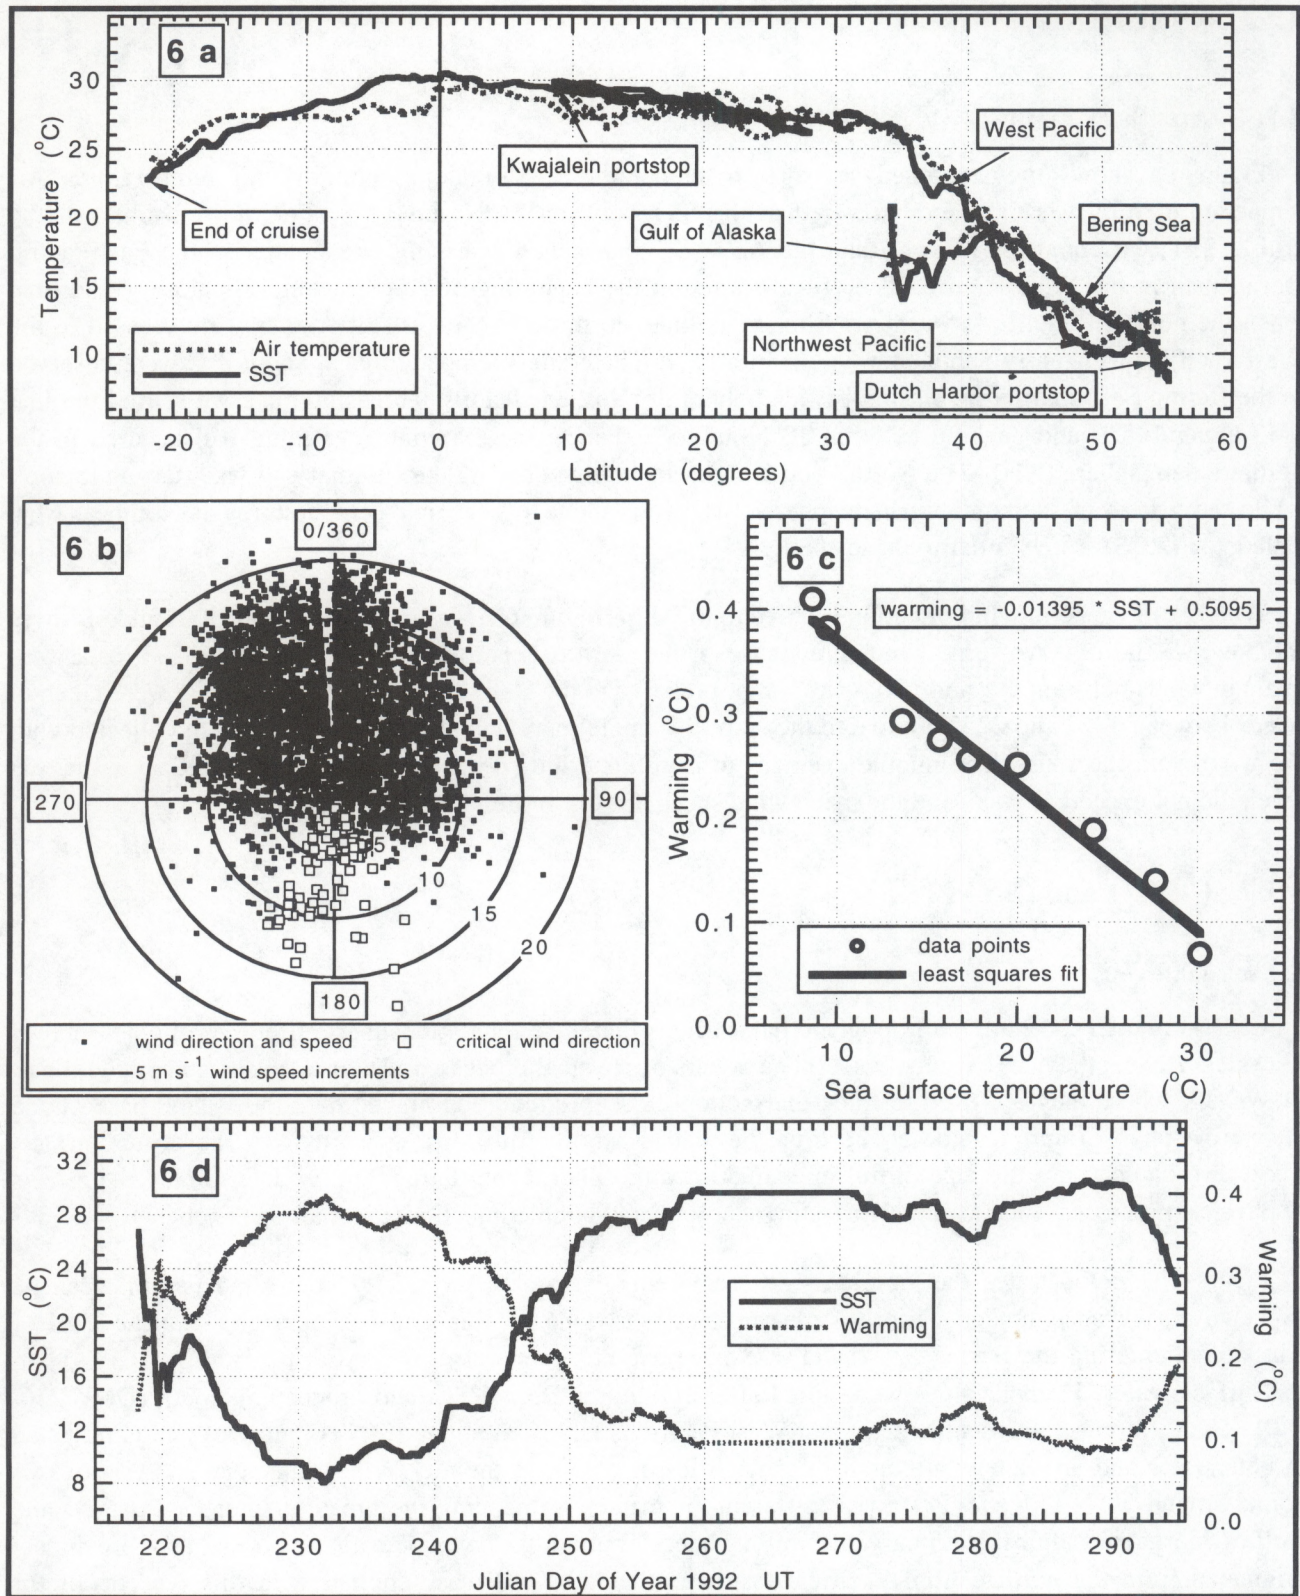 6 a
Temperature (°C)
30
25
20
15
10
West Pacific
Kwajalein portstop
End of cruise
Gulf of Alaska
Bering Sea
Northwest Pacific
Dutch Harbor portstop
Air temperature
SST
-20 -10 0 10 20 30 40 50 60
Latitude (degrees)
6 b
0/360
270
90
5
10
15
20
180
wind direction and speed
critical wind direction
5 m s-1 wind speed increments
6 c
warming = -0.01395 * SST + 0.5095
Warming (°C)
0.4
0.3
0.2
0.1
0.0
data points
least squares fit
10 20 30
Sea surface temperature (°C)
6 d
SST (°C)
32
28
24
20
16
12
8
SST
Warming
Warming (°C)
0.4
0.3
0.2
0.1
0.0
220 230 240 250 260 270 280 290
Julian Day of Year 1992 UT